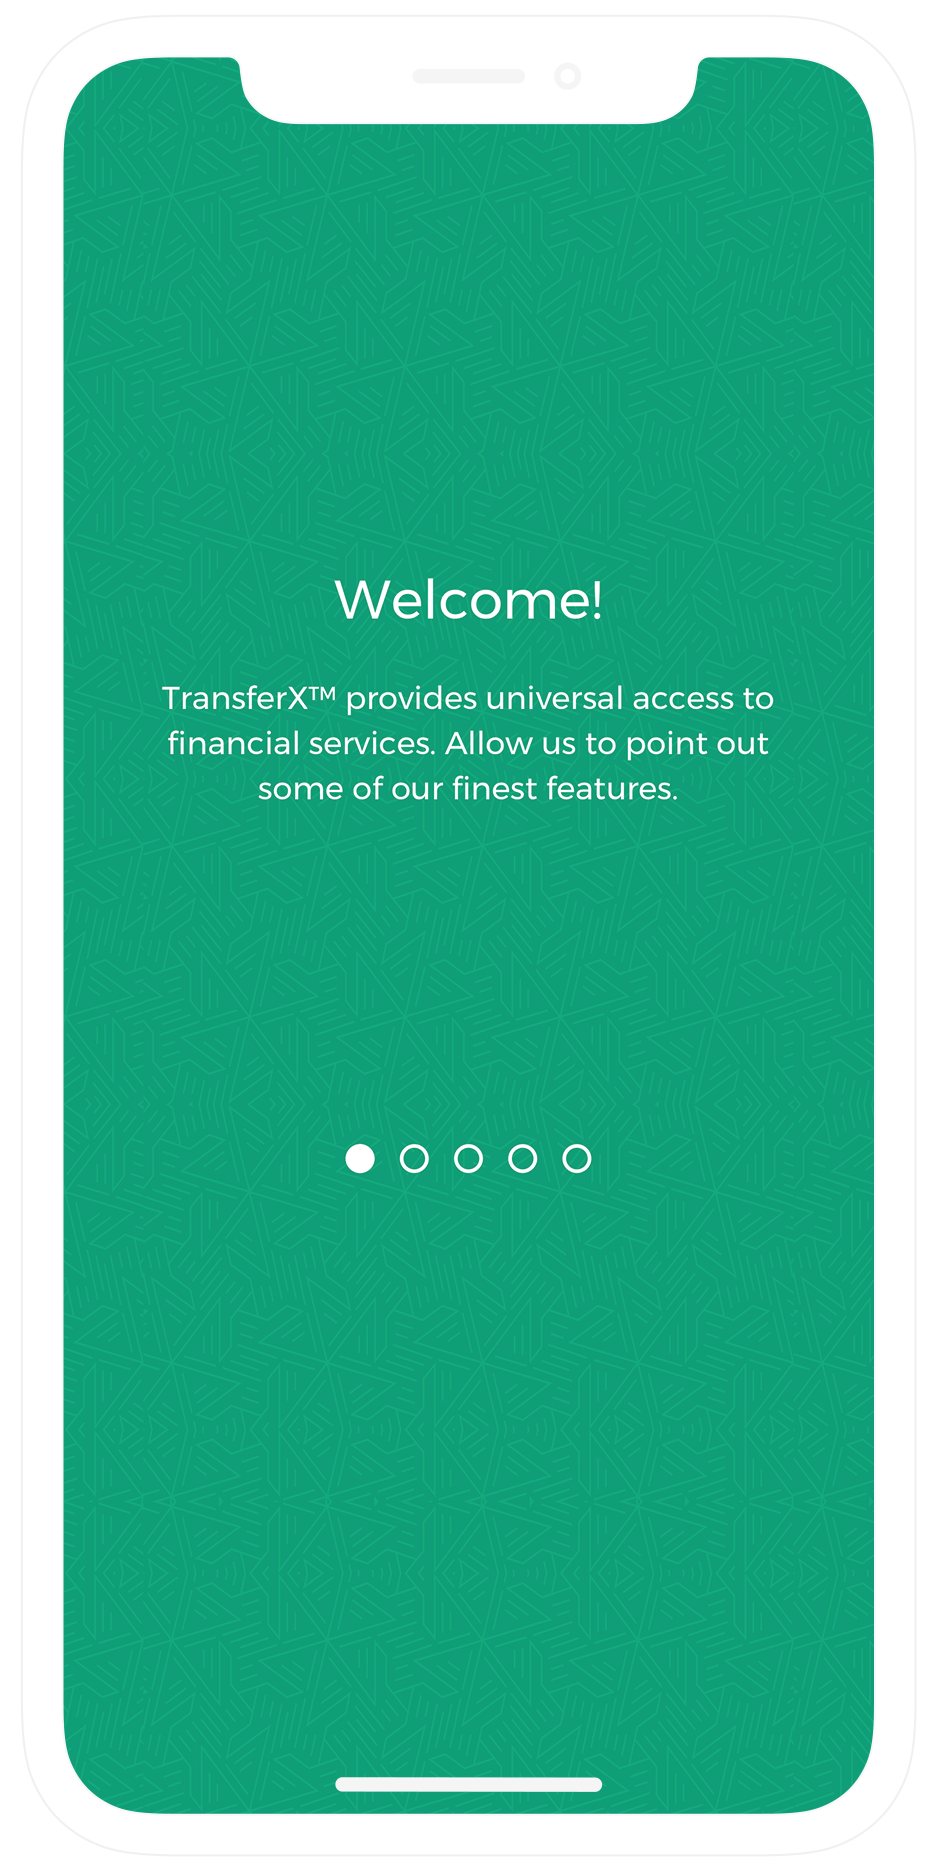 Welcome!
TransferX™ provides universal access to
financial services. Allow us to point out
some of our finest features.